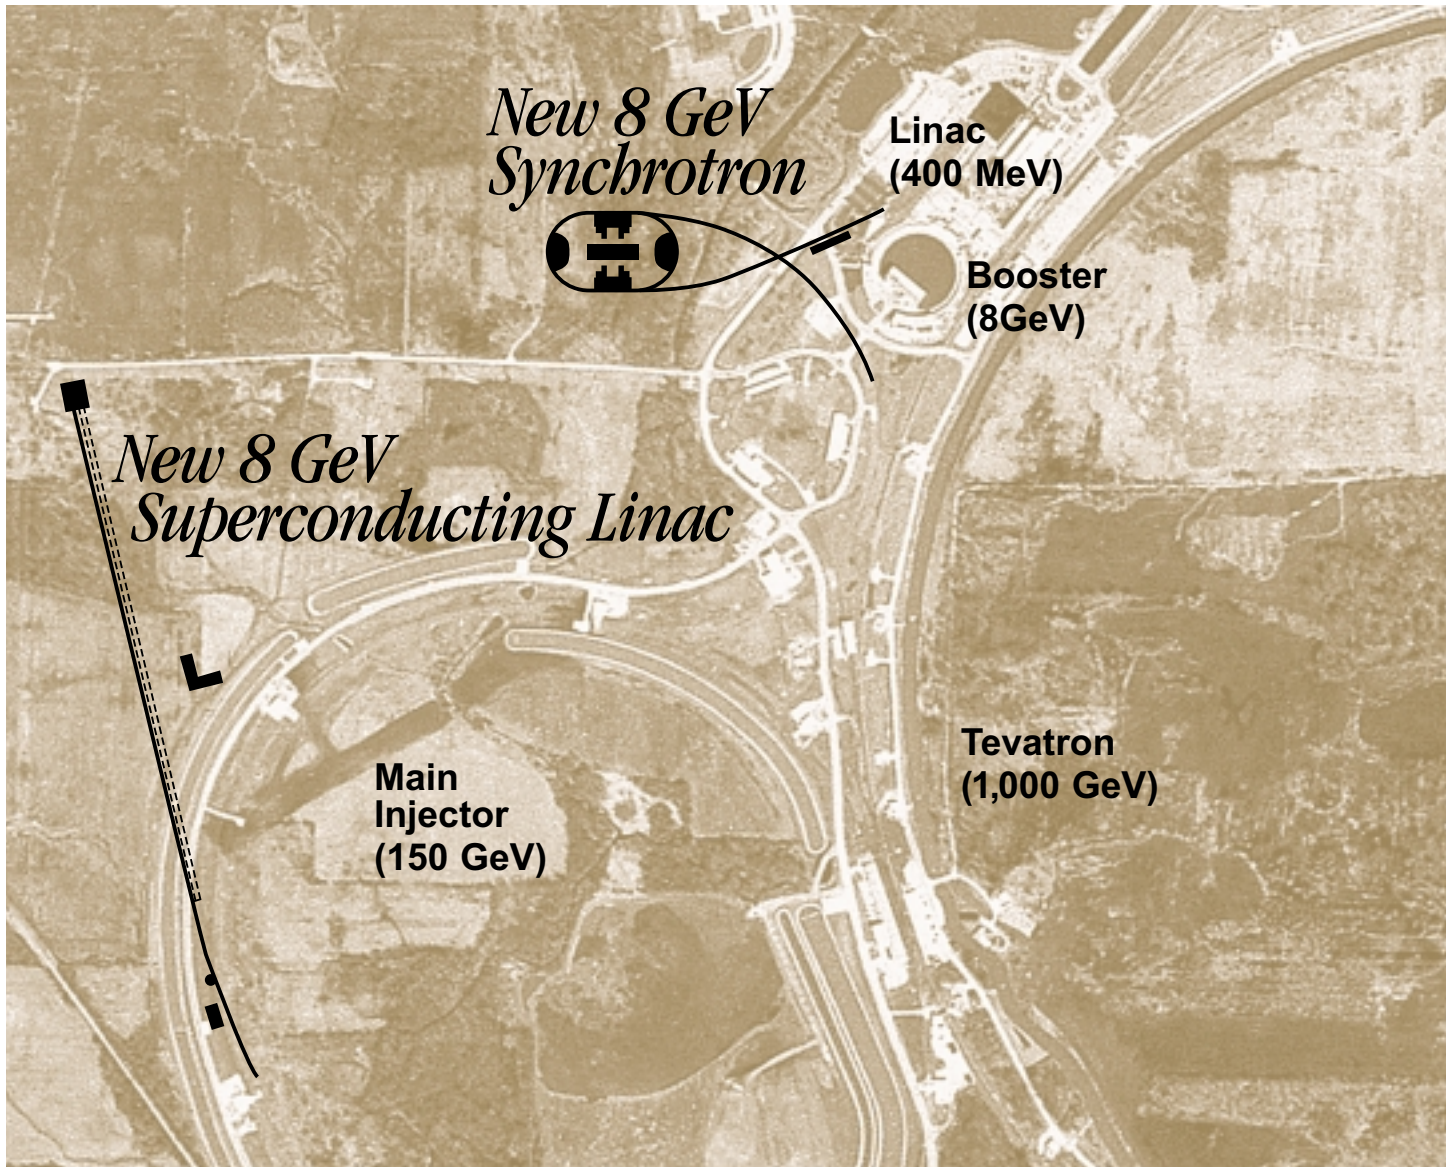 New 8 GeV
Synchrotron
Linac
(400 MeV)
Booster
(8GeV)
New 8 GeV
Superconducting Linac
Main
Injector
(150 GeV)
Tevatron
(1,000 GeV)